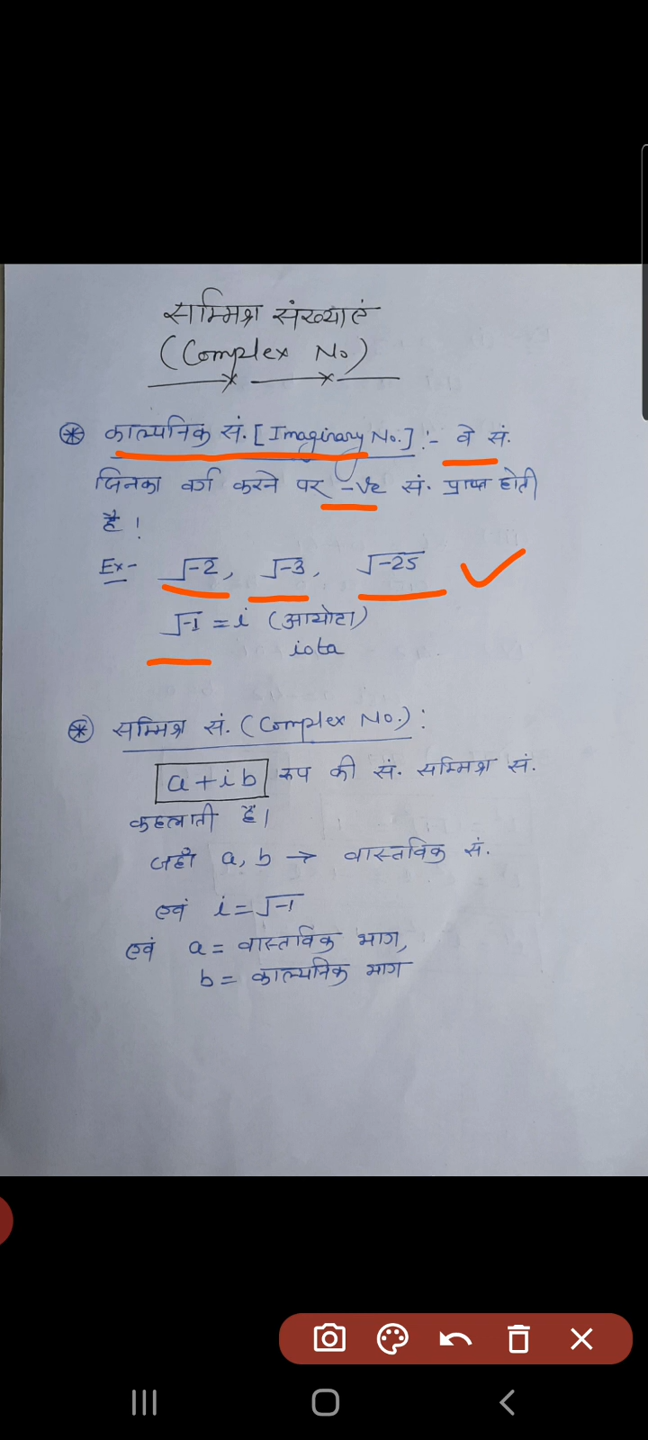 सम्मिश्र संख्याएं
(Complex No)
काल्पनिक सं. [Imaginary No.] :- वे सं.
जिनका वर्ग करने पर -Ve सं. प्राप्त होती
है !
Ex- √-2, √-3, √-25
√-1 = i (आयोटा)
iota
सम्मिश्र सं. (Complex No.) :
a+ib रूप की सं. सम्मिश्र सं.
कहलाती हैं।
जहाँ a, b → वास्तविक सं.
एवं i = √-1
एवं a = वास्तविक भाग,
b = काल्पनिक भाग